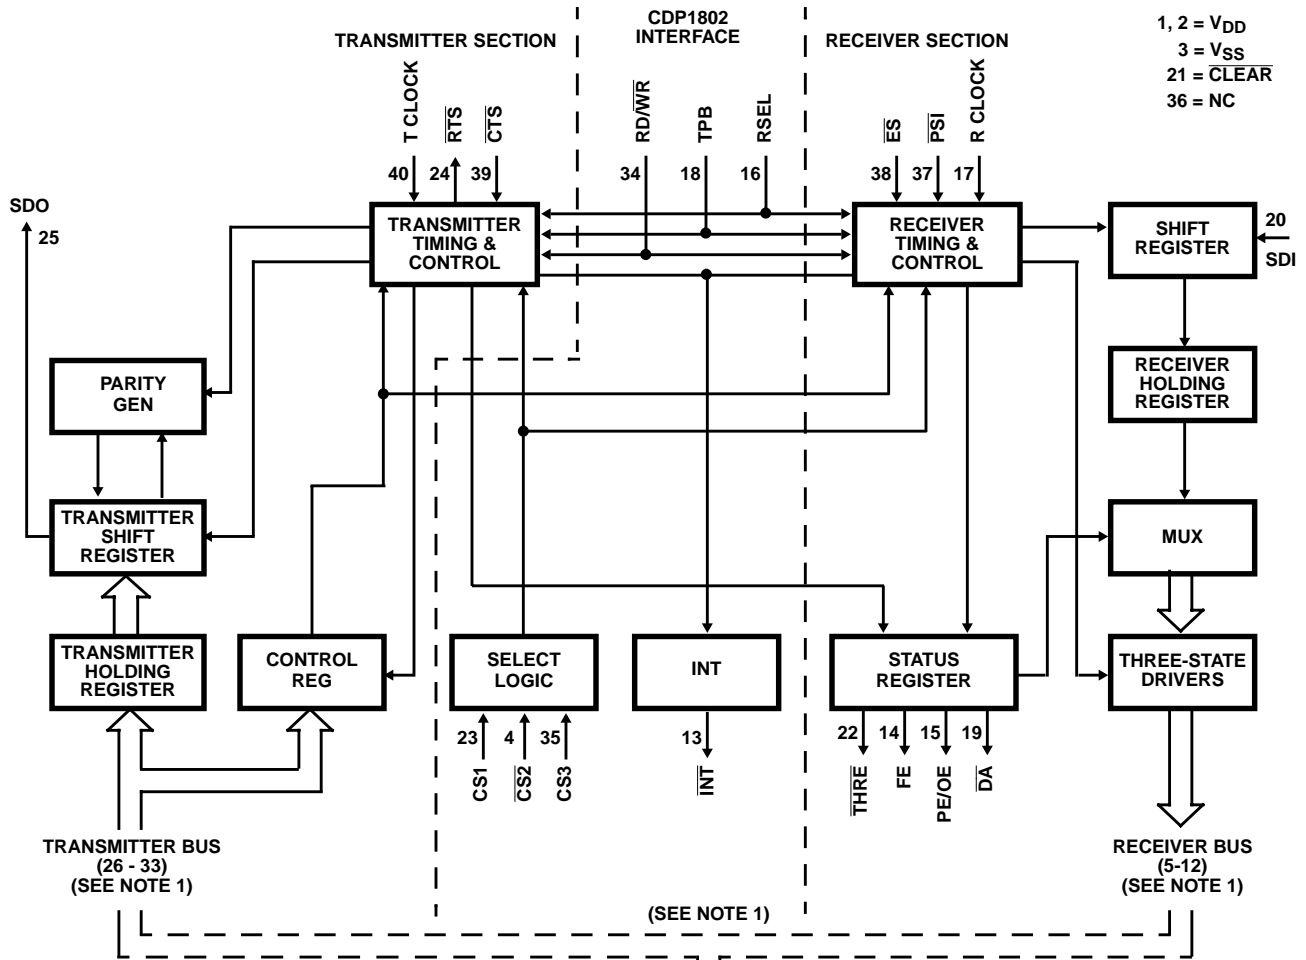 TRANSMITTER SECTION
CDP1802
INTERFACE
RECEIVER SECTION
1, 2 = VDD
3 = VSS
21 = CLEAR
36 = NC
T CLOCK
RTS
CTS
RD/WR
TPB
RSEL
ES
PSI
R CLOCK
40
24
39
34
18
16
38
37
17
SDO
25
TRANSMITTER
TIMING &
CONTROL
RECEIVER
TIMING &
CONTROL
SHIFT
REGISTER
20
SDI
PARITY
GEN
RECEIVER
HOLDING
REGISTER
TRANSMITTER
SHIFT
REGISTER
MUX
TRANSMITTER
HOLDING
REGISTER
CONTROL
REG
SELECT
LOGIC
INT
STATUS
REGISTER
THREE-STATE
DRIVERS
23
4
35
13
22
14
15
19
CS1
CS2
CS3
INT
THRE
FE
PE/OE
DA
TRANSMITTER BUS
(26 - 33)
(SEE NOTE 1)
RECEIVER BUS
(5-12)
(SEE NOTE 1)
(SEE NOTE 1)